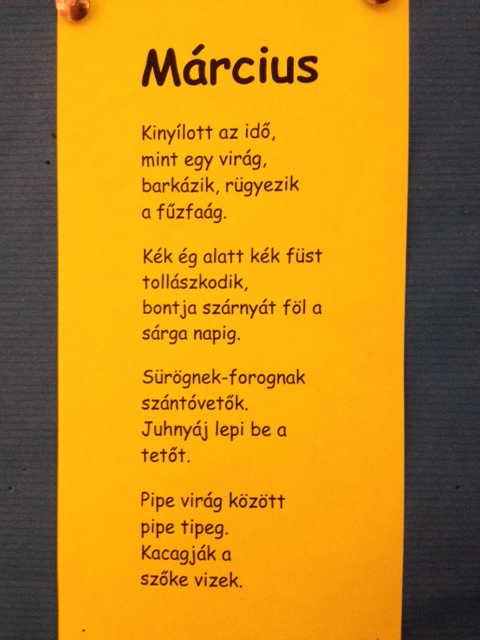 Március
Kinyílott az idő,
mint egy virág,
barkázik, rügyezik
a fűzfaág.
Kék ég alatt kék füst
tollászkodik,
bontja szárnyát föl a
sárga napig.
Sürögnek-forognak
szántóvetők.
Juhnyáj lepi be a
tetőt.
Pipe virág között
pipe tipeg.
Kacagják a
szőke vizek.